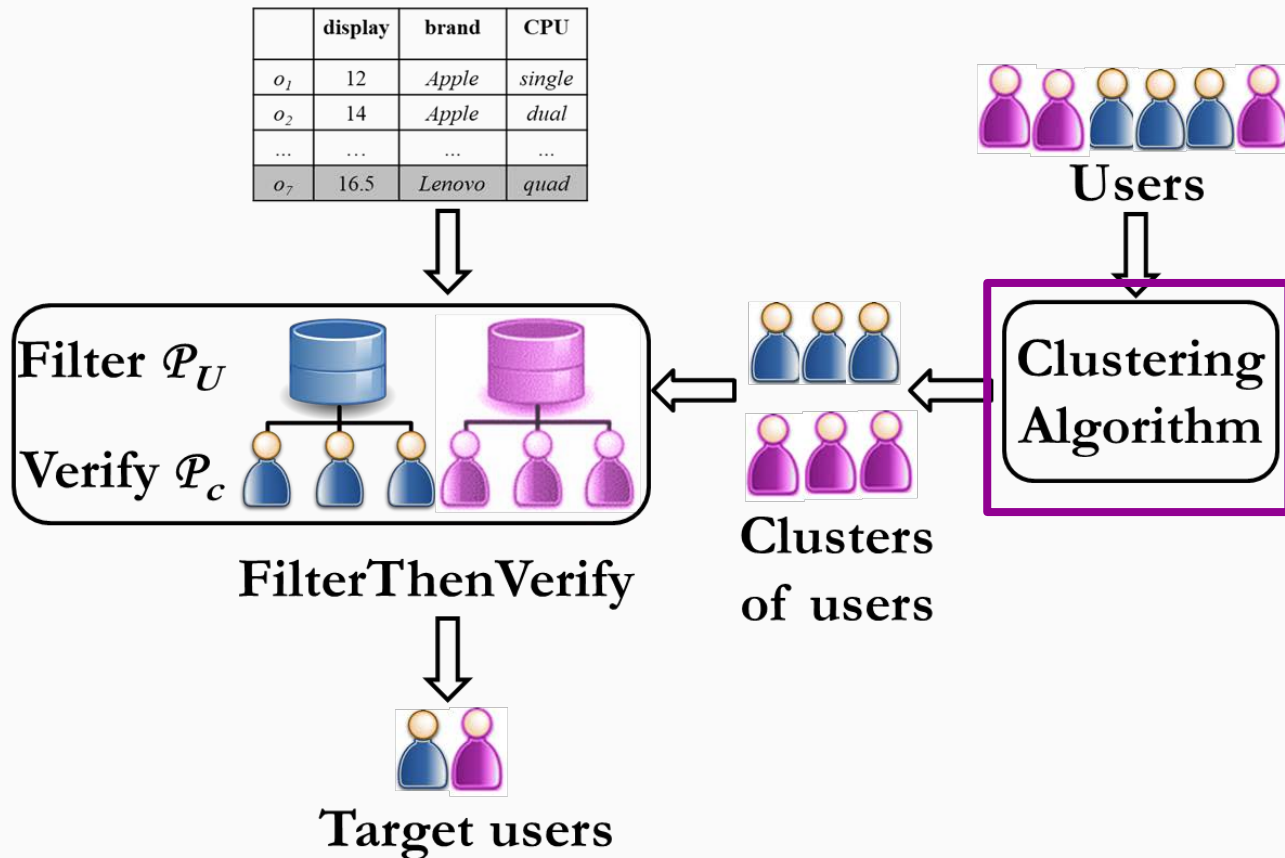 display brand CPU
o1 12 Apple single
o2 14 Apple dual
... ... ... ...
o7 16.5 Lenovo quad
Users
Clustering
Algorithm
Filter 𝒫U
Verify 𝒫c
Clusters
of users
FilterThenVerify
Target users